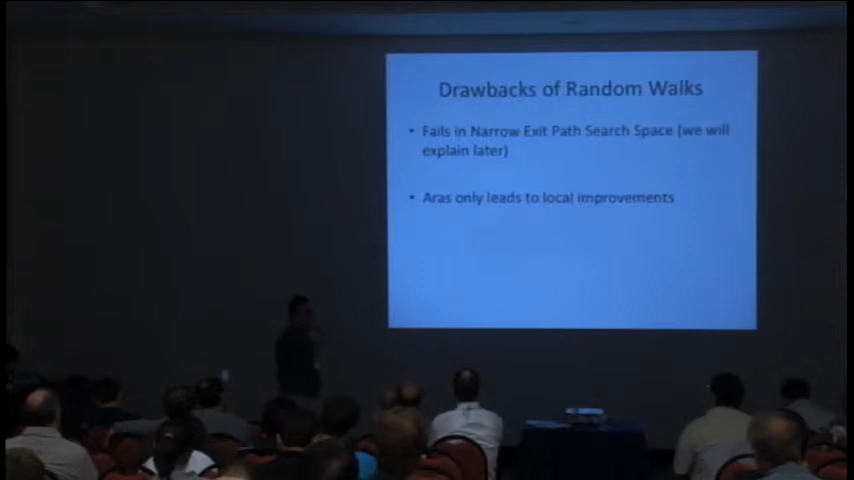 Drawbacks of Random Walks
• Fails in Narrow Exit Path Search Space (we will
explain later)
• Aras only leads to local improvements